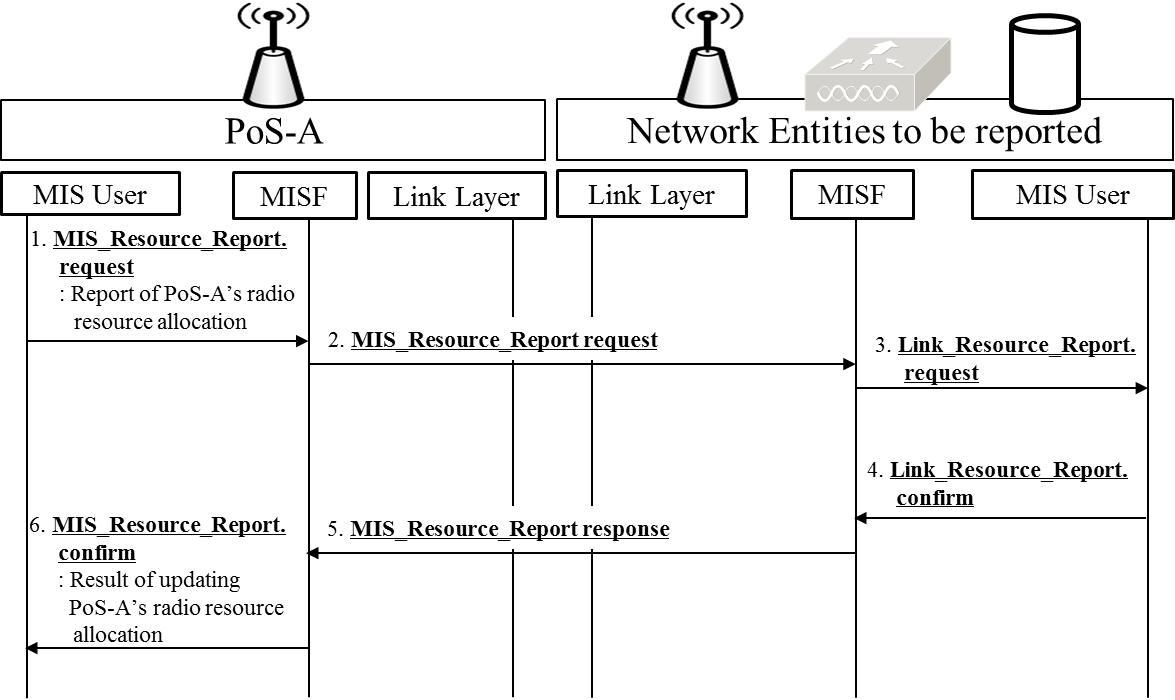 PoS-A
Network Entities to be reported
MIS User
MISF
Link Layer
Link Layer
MISF
MIS User
1. MIS_Resource_Report.
request
: Report of PoS-A’s radio
resource allocation
2. MIS_Resource_Report request
3. Link_Resource_Report.
request
4. Link_Resource_Report.
confirm
5. MIS_Resource_Report response
6. MIS_Resource_Report.
confirm
: Result of updating
PoS-A’s radio resource
allocation